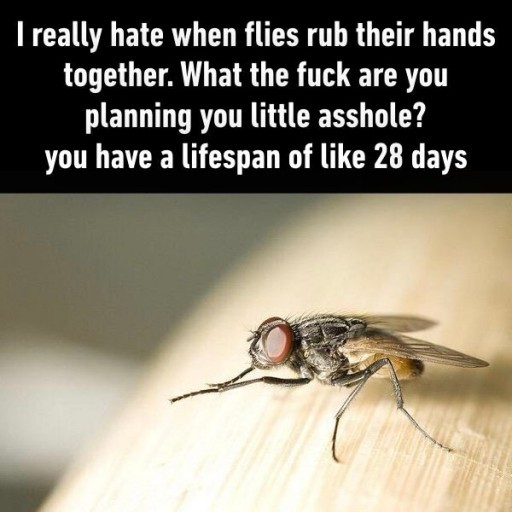 I really hate when flies rub their hands
together. What the fuck are you
planning you little asshole?
you have a lifespan of like 28 days